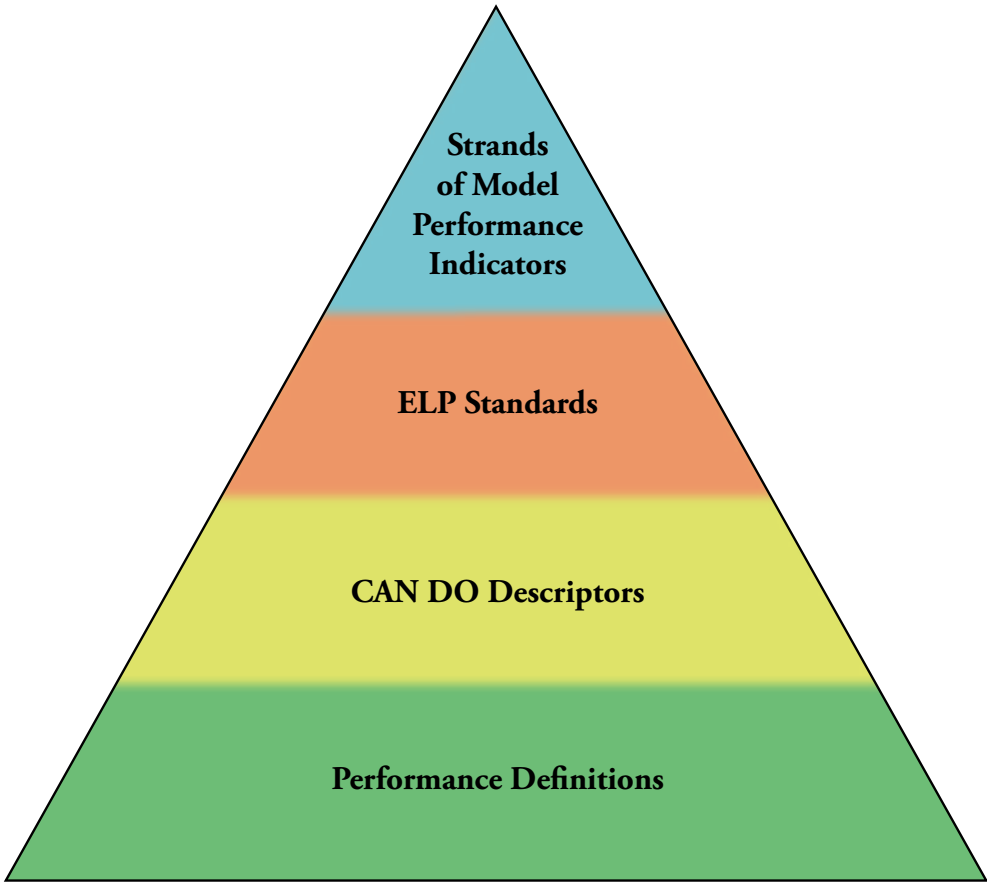 Strands
of Model
Performance
Indicators
ELP Standards
CAN DO Descriptors
Performance Definitions